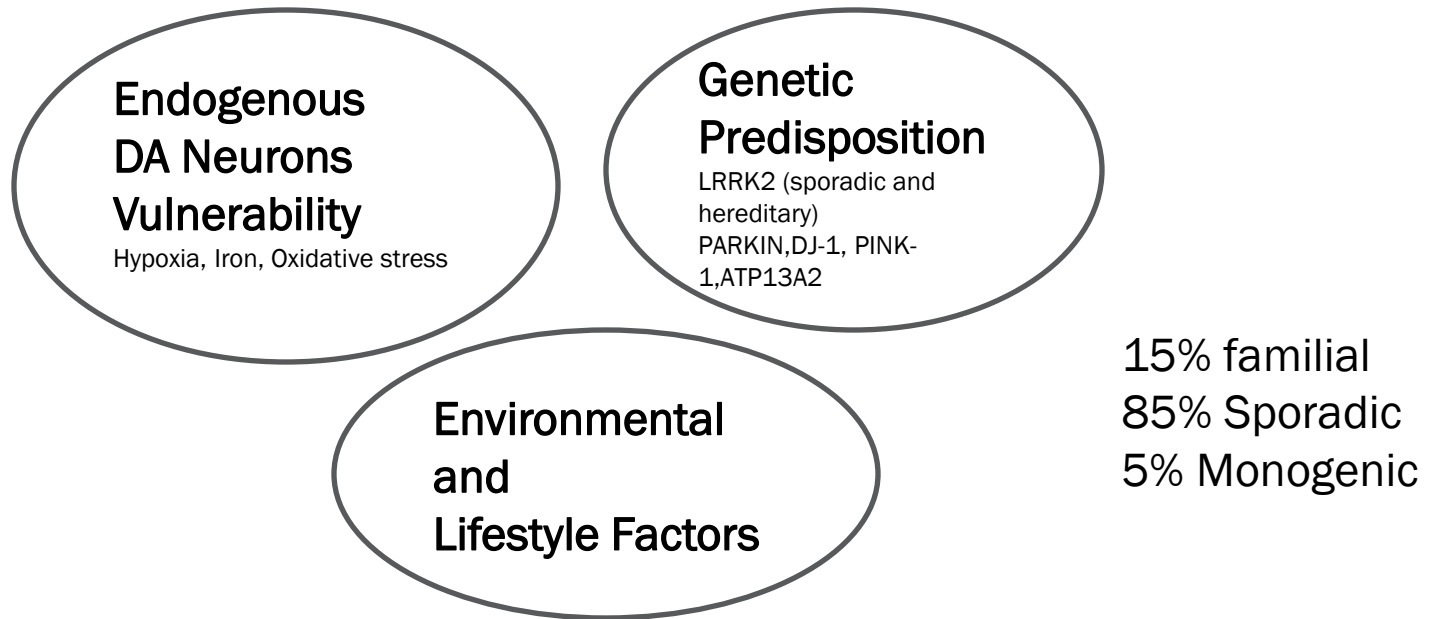 Endogenous
DA Neurons
Vulnerability
Hypoxia, Iron, Oxidative stress
Genetic
Predisposition
LRRK2 (sporadic and
hereditary)
PARKIN,DJ-1, PINK-
1,ATP13A2
Environmental
and
Lifestyle Factors
15% familial
85% Sporadic
5% Monogenic